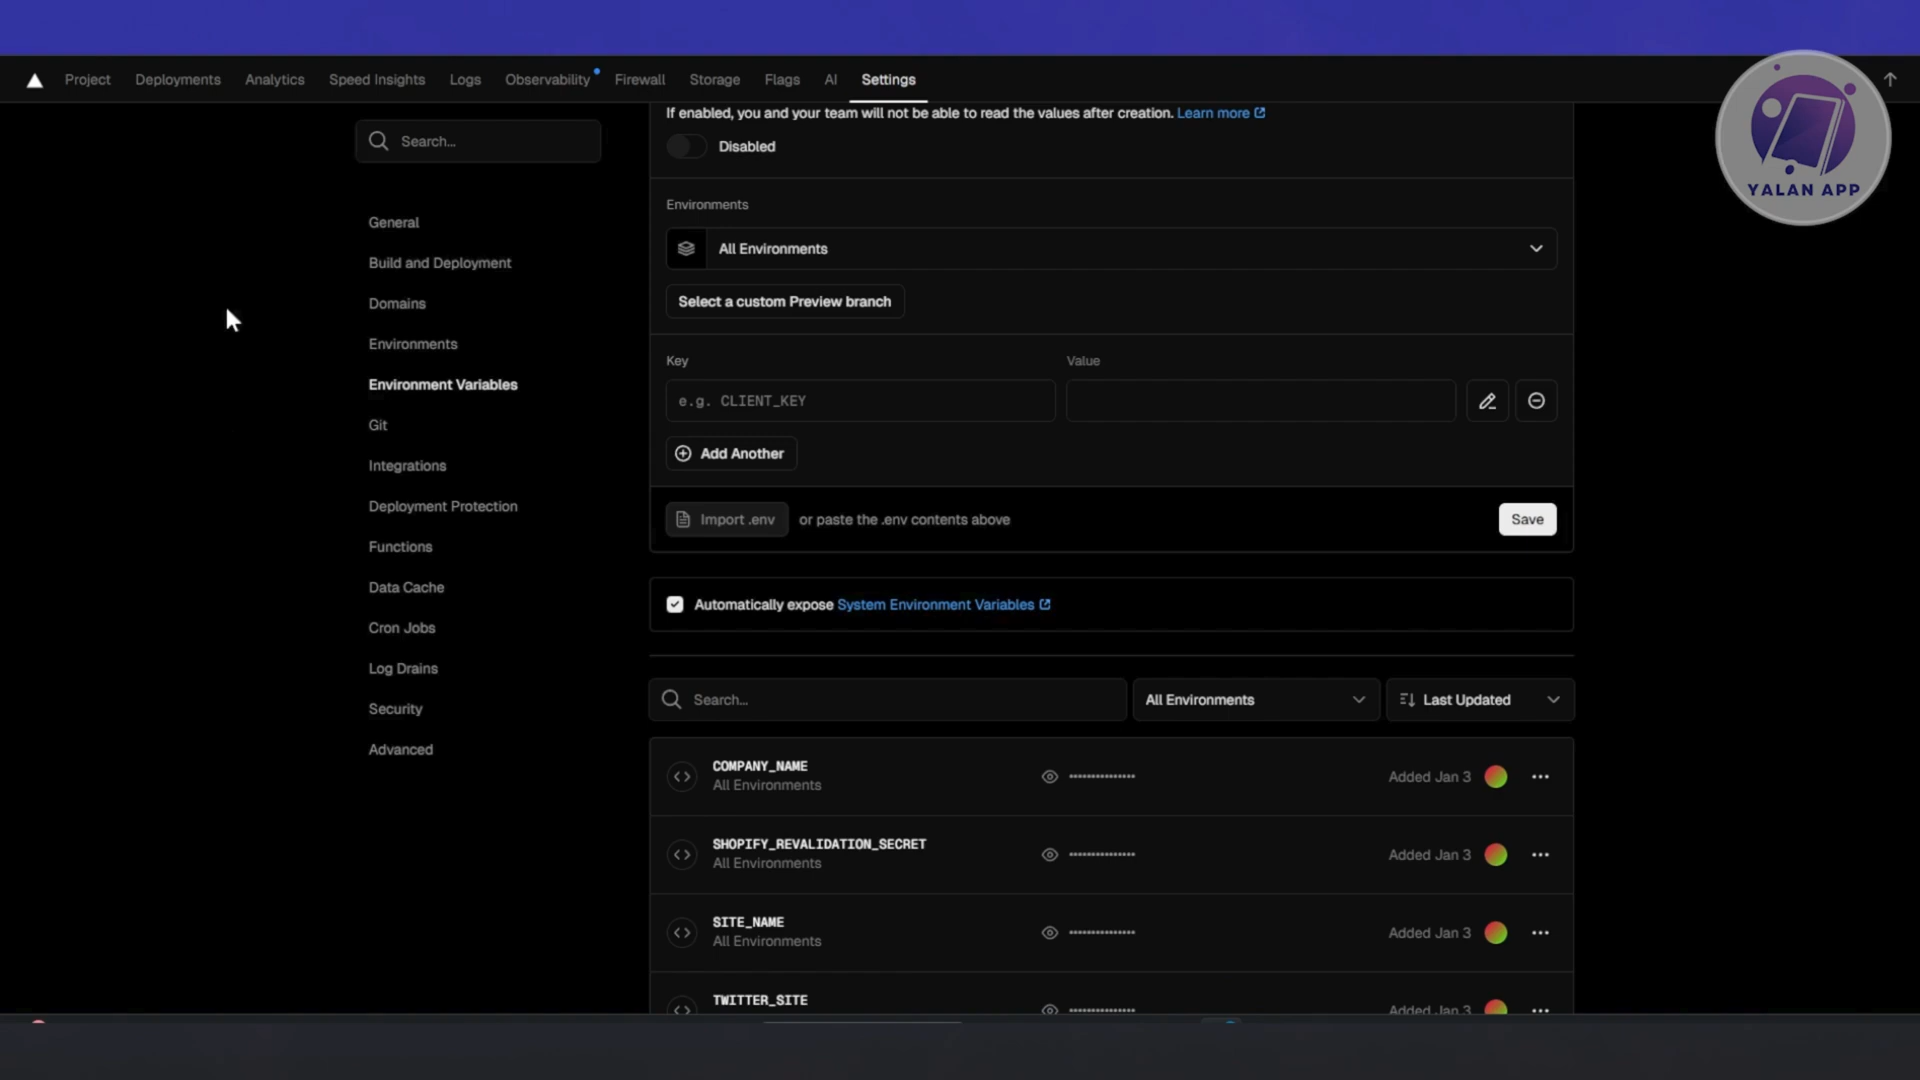 Project Deployments Analytics Speed Insights Logs Observability Firewall Storage Flags AI Settings
YALAN APP
If enabled, you and your team will not be able to read the values after creation. Learn more
Search...
Disabled
General
Build and Deployment
Domains
Environments
Environment Variables
Git
Integrations
Deployment Protection
Functions
Data Cache
Cron Jobs
Log Drains
Security
Advanced
Environments
All Environments
Select a custom Preview branch
Key Value
e.g. CLIENT_KEY
Add Another
Import .env or paste the .env contents above Save
Automatically expose System Environment Variables
Search... All Environments Last Updated
COMPANY_NAME
All Environments
•••••••••••••••
Added Jan 3
SHOPIFY_REVALIDATION_SECRET
All Environments
•••••••••••••••
Added Jan 3
SITE_NAME
All Environments
•••••••••••••••
Added Jan 3
TWITTER_SITE
•••••••••••••••
Added Jan 3